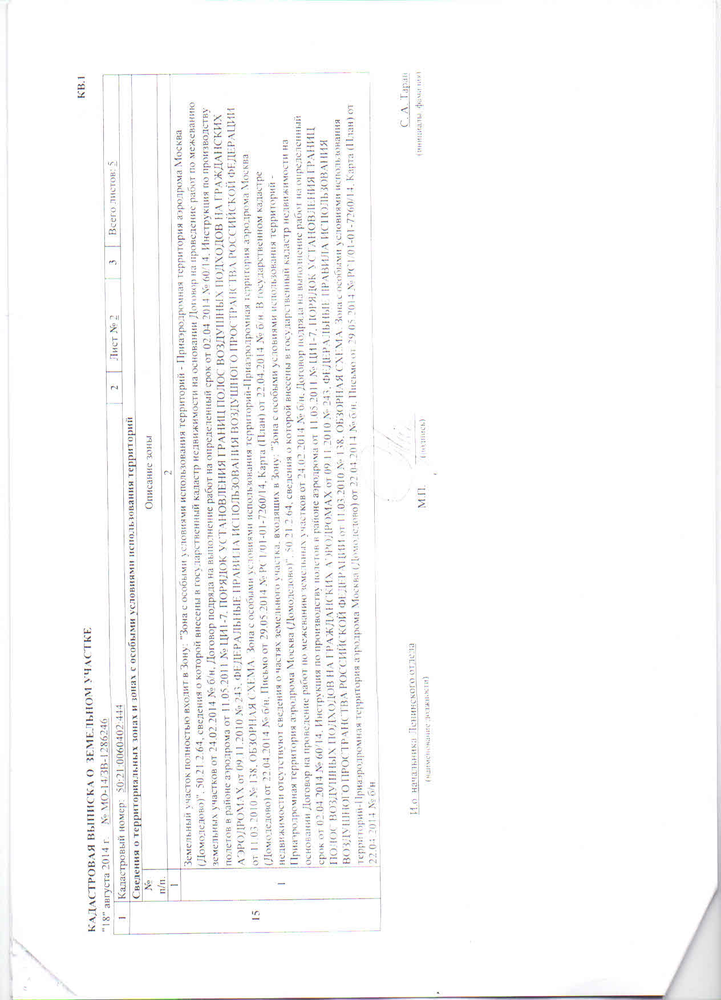 КВ.1
КАДАСТРОВАЯ ВЫПИСКА О ЗЕМЕЛЬНОМ УЧАСТКЕ
"18" августа 2014 г. № МО-14/ЗВ-1286246
1 Кадастровый номер: 50:21:0060402:444 2 Лист № 2 3 Всего листов: 5
Сведения о территориальных зонах и зонах с особыми условиями использования территорий
№ п/п. Описание зоны
1 2
15
1
Земельный участок полностью входит в Зону: "Зона с особыми условиями использования территорий - Приаэродромная территория аэродрома Москва
(Домодедово)", 50.21.2.64, сведения о которой внесены в государственный кадастр недвижимости на основании Договор на проведение работ по межеванию
земельных участков от 24.02.2014 № б/н, Договор подряда на выполнение работ на определенный срок от 02.04.2014 № 60/14, Инструкция по производству
полетов в районе аэродрома от 11.05.2011 № ЦИ1-7, ПОРЯДОК УСТАНОВЛЕНИЯ ГРАНИЦ ПОЛОС ВОЗДУШНЫХ ПОДХОДОВ НА ГРАЖДАНСКИХ
АЭРОДРОМАХ от 09.11.2010 № 243, ФЕДЕРАЛЬНЫЕ ПРАВИЛА ИСПОЛЬЗОВАНИЯ ВОЗДУШНОГО ПРОСТРАНСТВА РОССИЙСКОЙ ФЕДЕРАЦИИ
от 11.03.2010 № 138, ОБЗОРНАЯ СХЕМА. Зона с особыми условиями использования территорий-Приаэродромная территория аэродрома Москва
(Домодедово) от 22.04.2014 № б/н, Письмо от 29.05.2014 № РС1/01-01-7260/14, Карта (План) от 22.04.2014 № б/н В государственном кадастре
недвижимости отсутствуют сведения о частях земельного участка, входящих в Зону: "Зона с особыми условиями использования территорий -
Приаэродромная территория аэродрома Москва (Домодедово)", 50.21.2.64, сведения о которой внесены в государственный кадастр недвижимости на
основании Договор на проведение работ по межеванию земельных участков от 24.02.2014 № б/н, Договор подряда на выполнение работ на определенный
срок от 02.04.2014 № 60/14, Инструкция по производству полетов в районе аэродрома от 11.05.2011 № ЦИ1-7, ПОРЯДОК УСТАНОВЛЕНИЯ ГРАНИЦ
ПОЛОС ВОЗДУШНЫХ ПОДХОДОВ НА ГРАЖДАНСКИХ АЭРОДРОМАХ от 09.11.2010 № 243, ФЕДЕРАЛЬНЫЕ ПРАВИЛА ИСПОЛЬЗОВАНИЯ
ВОЗДУШНОГО ПРОСТРАНСТВА РОССИЙСКОЙ ФЕДЕРАЦИИ от 11.03.2010 № 138, ОБЗОРНАЯ СХЕМА. Зона с особыми условиями использования
территорий-Приаэродромная территория аэродрома Москва (Домодедово) от 22.04.2014 № б/н, Письмо от 29.05.2014 № РС1/01-01-7260/14, Карта (План) от
22.04.2014 № б/н
И.о начальника Ленинского отдела С. А. Таран
(наименование должности) М.П. (подпись) (инициалы, фамилия)